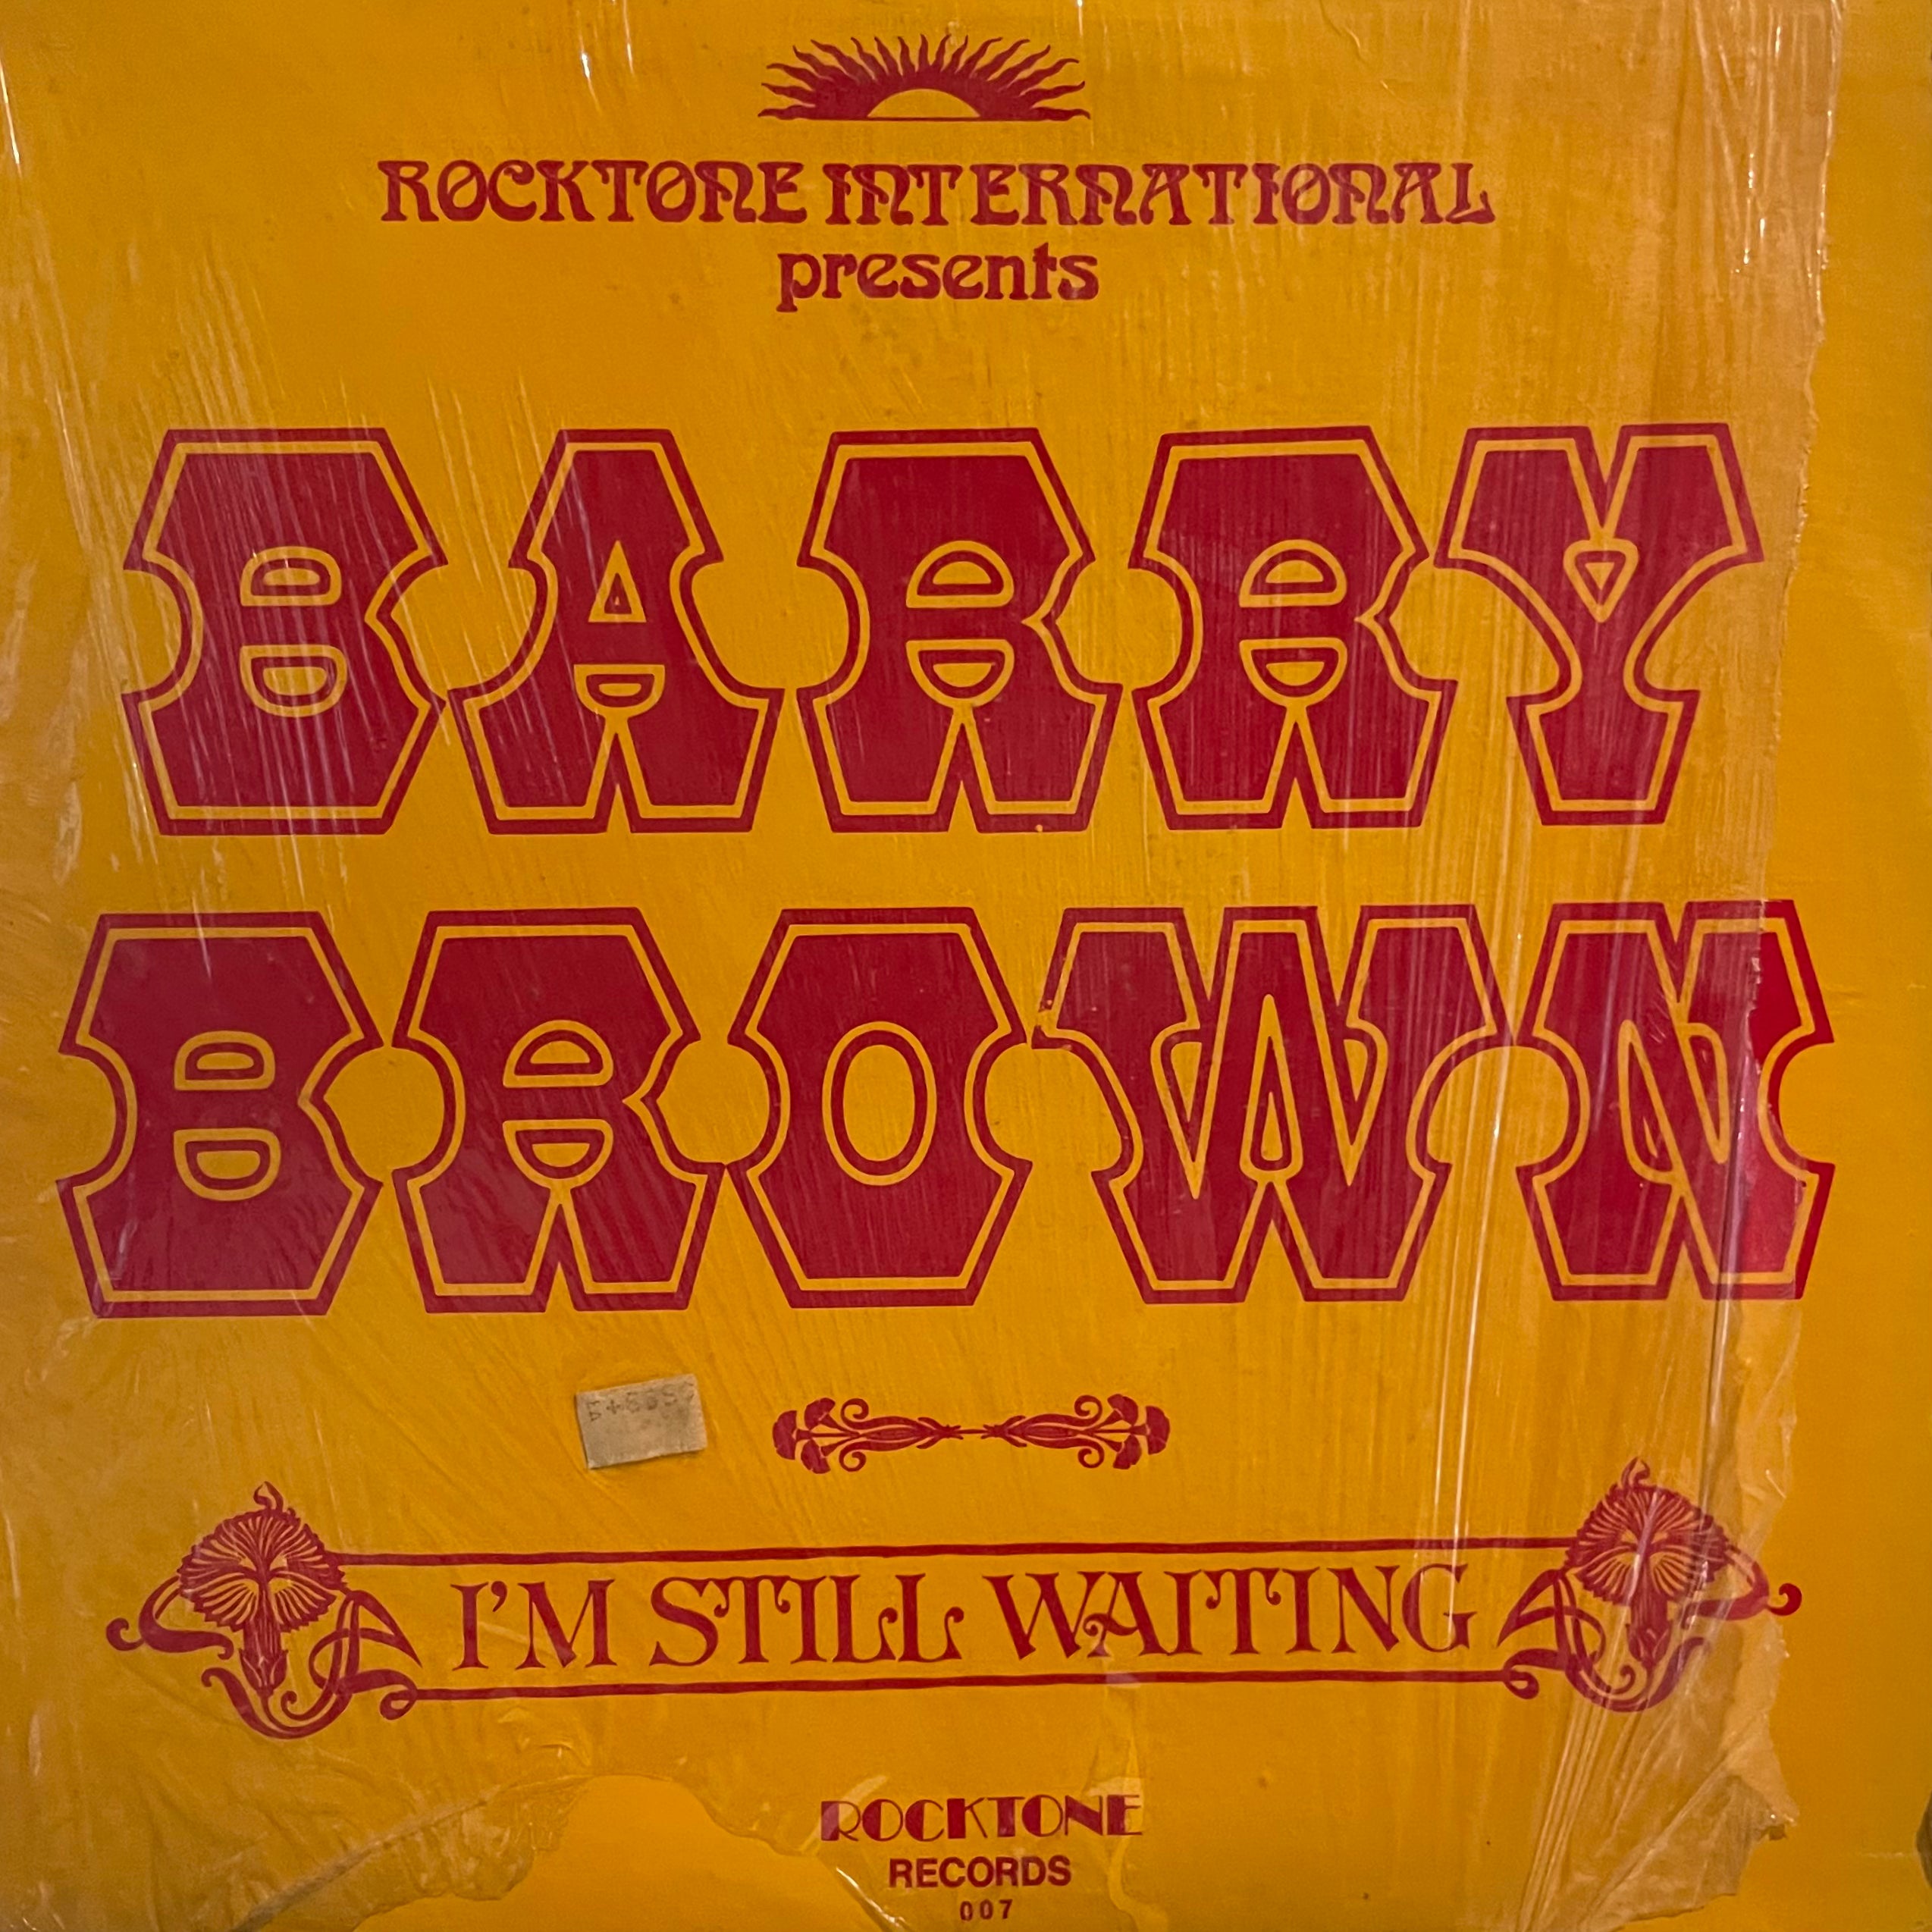 ROCKTONE INTERNATIONAL
presents
BARRY
BROWN
I'M STILL WAITING
ROCKTONE
RECORDS
007